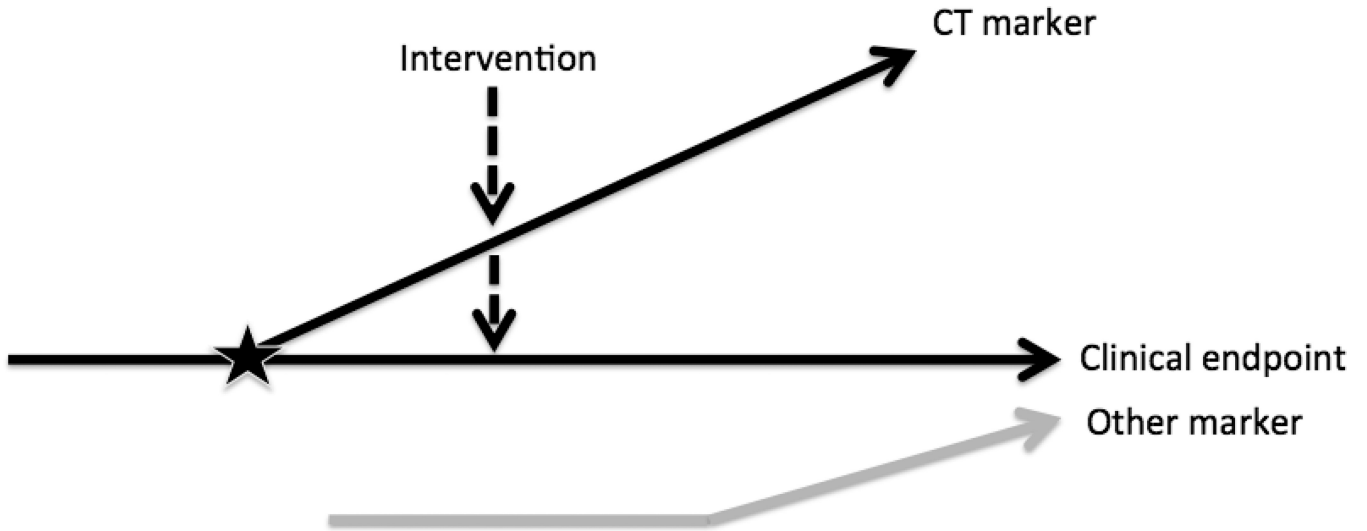 CT marker
Intervention
Clinical endpoint
Other marker